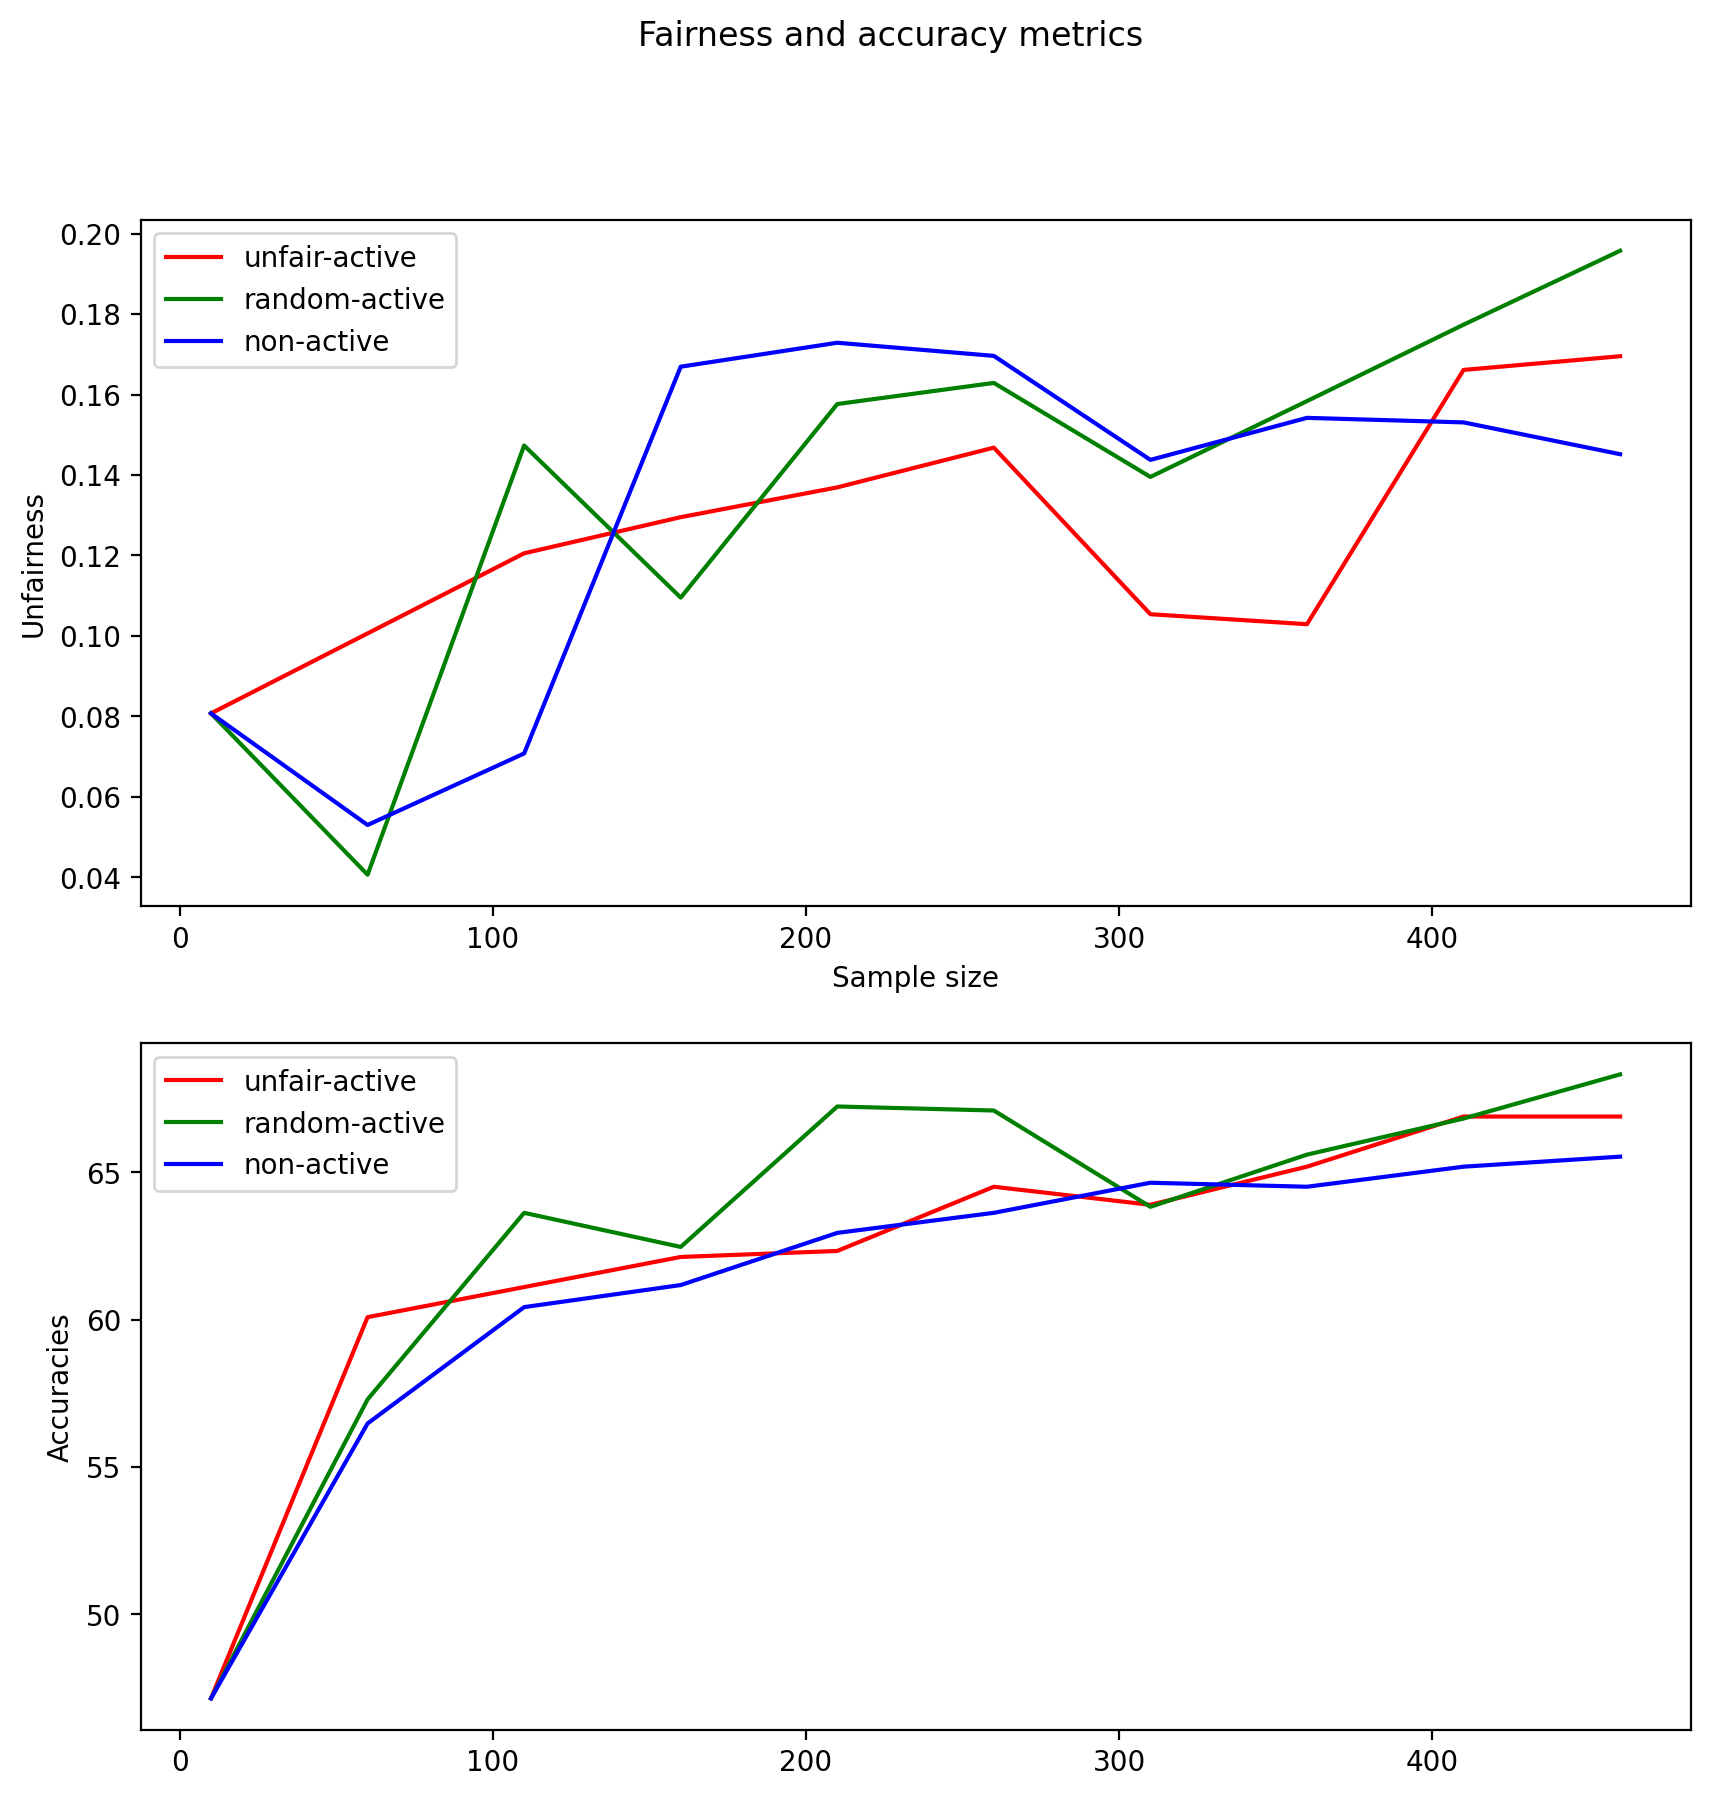 Fairness and accuracy metrics
0.20
0.18
0.16
0.14
0.12
0.10
0.08
0.06
0.04
Unfairness
unfair-active
random-active
non-active
0 100 200 300 400
Sample size
65
60
55
50
Accuracies
unfair-active
random-active
non-active
0 100 200 300 400